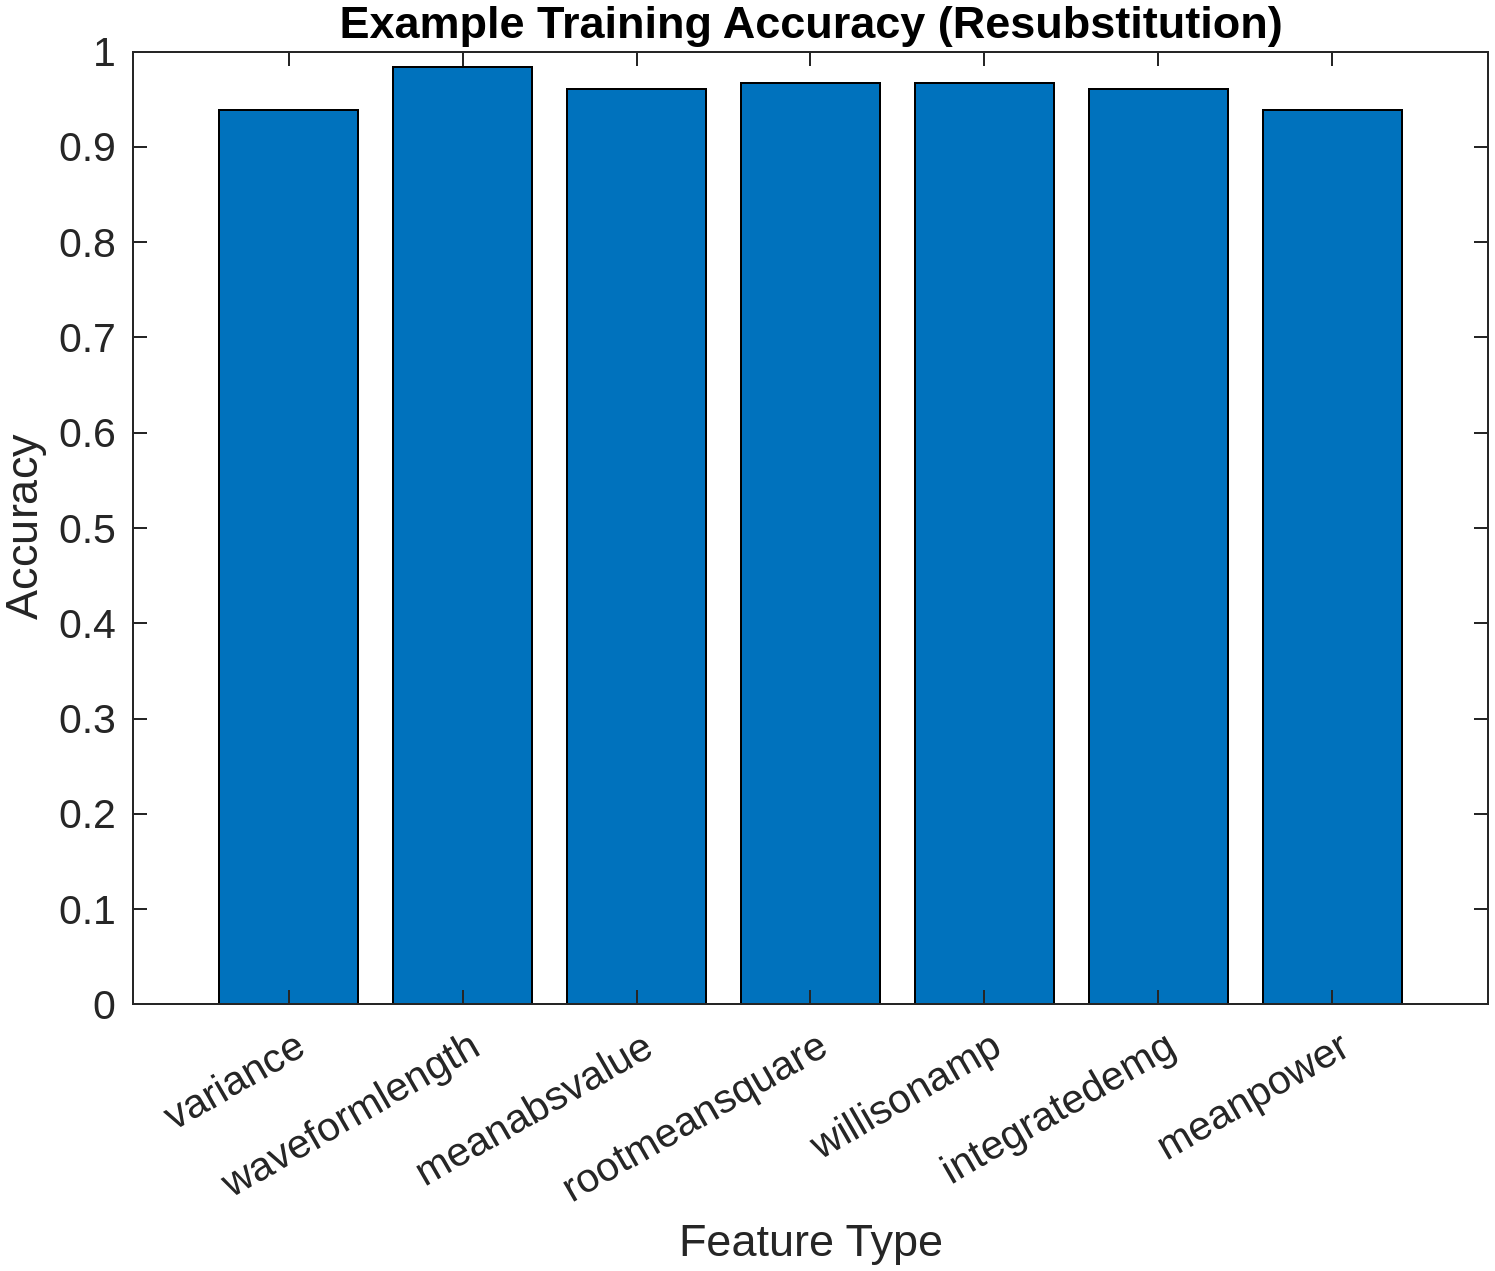 Example Training Accuracy (Resubstitution)
1
0.9
0.8
0.7
0.6
0.5
0.4
0.3
0.2
0.1
0
Accuracy
variance
waveformlength
meanabsvalue
rootmeansquare
willisonamp
integratedemg
meanpower
Feature Type